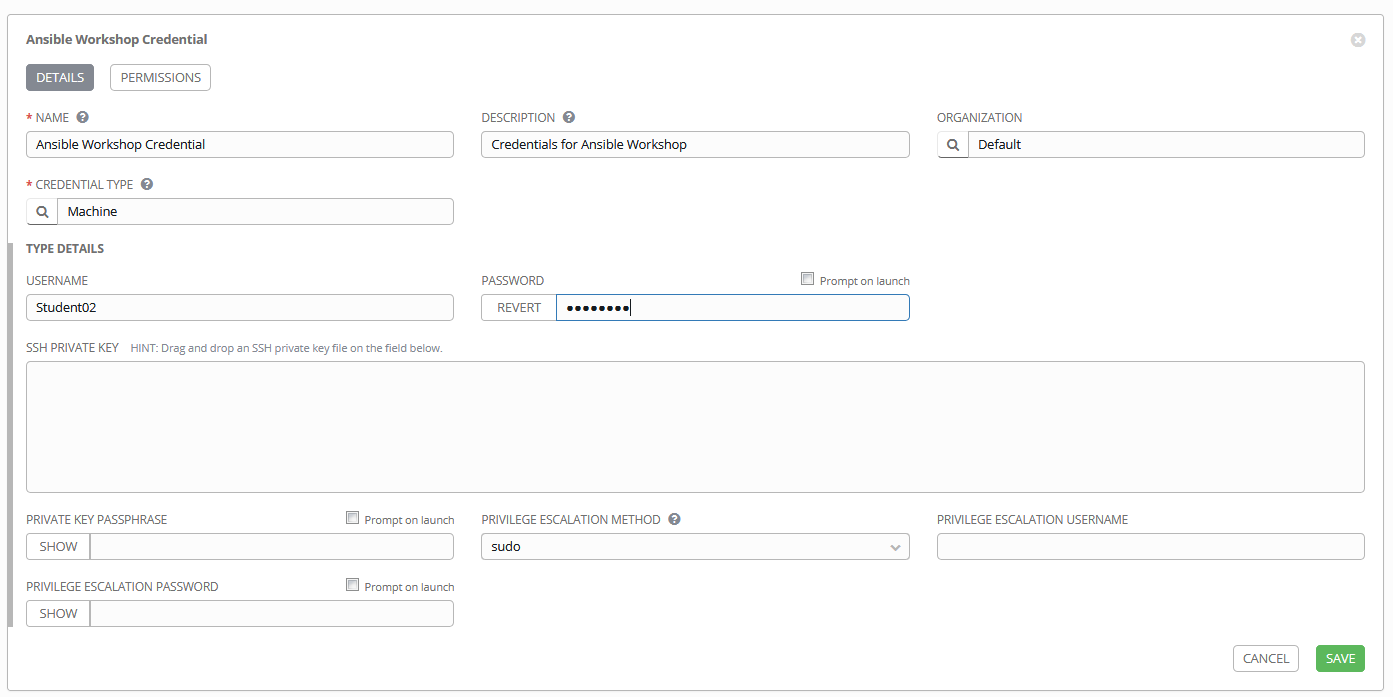 Ansible Workshop Credential
DETAILS PERMISSIONS
* NAME ? DESCRIPTION ? ORGANIZATION
Ansible Workshop Credential Credentials for Ansible Workshop Default
* CREDENTIAL TYPE ?
Machine
TYPE DETAILS
USERNAME PASSWORD Prompt on launch
Student02 REVERT ••••••••
SSH PRIVATE KEY HINT: Drag and drop an SSH private key file on the field below.
PRIVATE KEY PASSPHRASE Prompt on launch PRIVILEGE ESCALATION METHOD ? PRIVILEGE ESCALATION USERNAME
SHOW sudo
PRIVILEGE ESCALATION PASSWORD Prompt on launch
SHOW
CANCEL SAVE